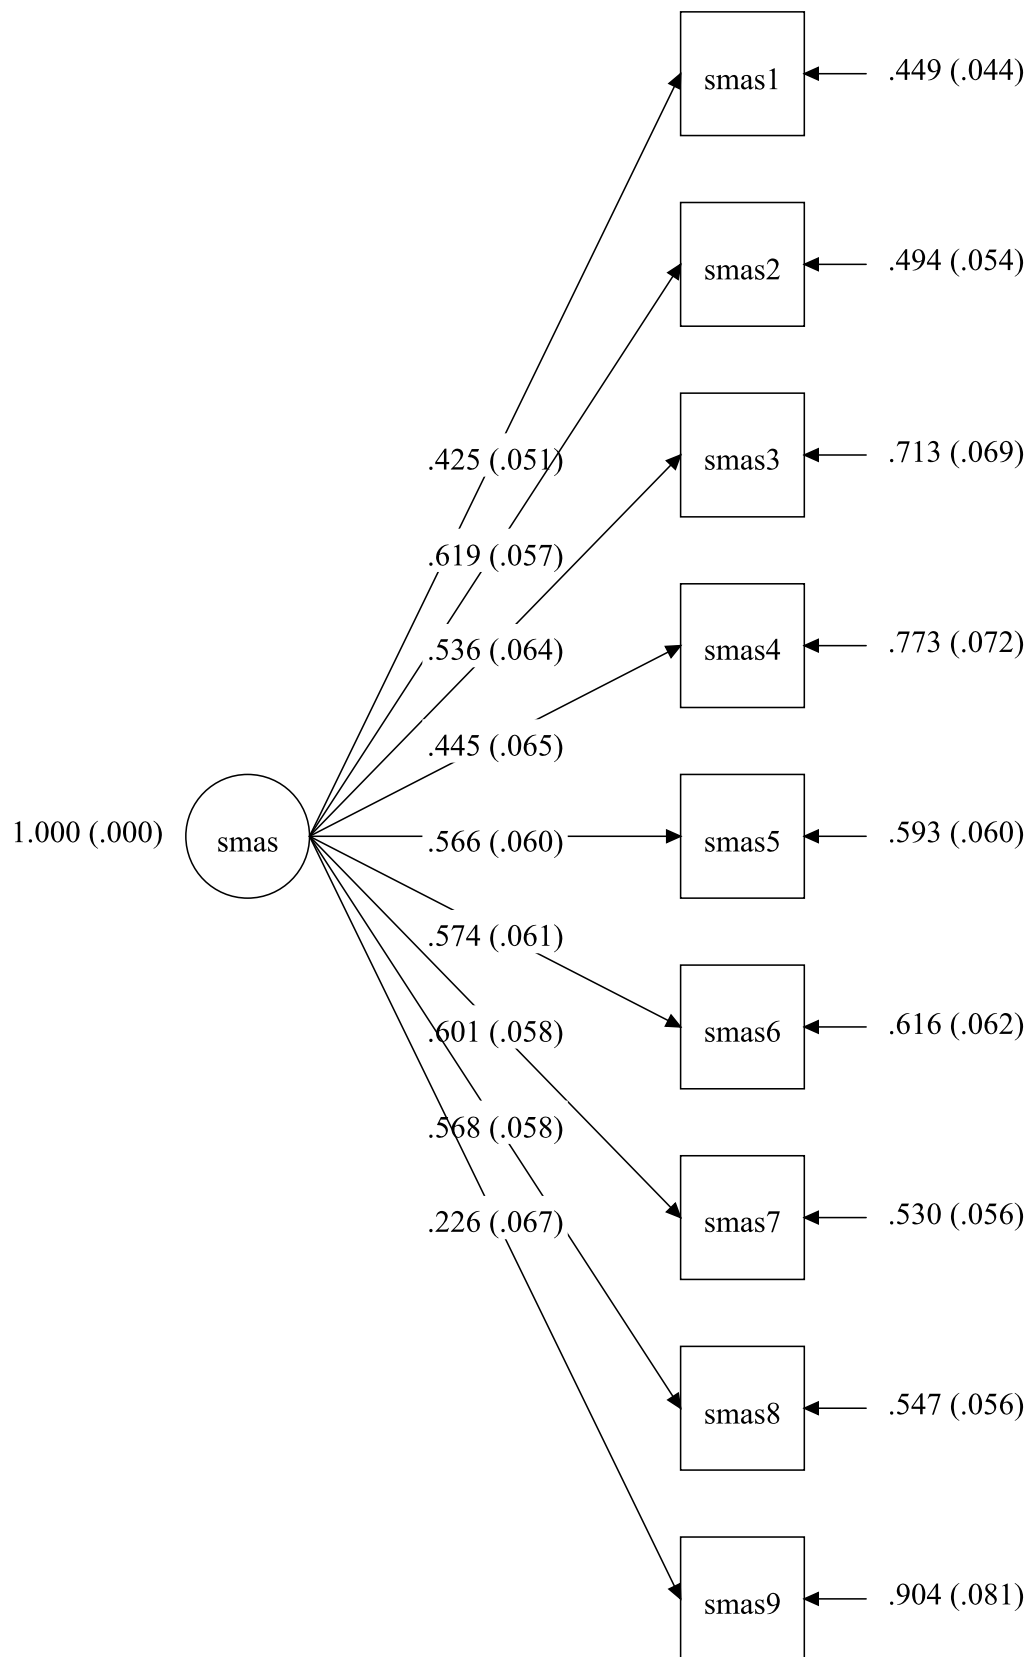 smas1
.449 (.044)
smas2
.494 (.054)
.425 (.051)
smas3
.713 (.069)
.619 (.057)
.536 (.064)
smas4
.773 (.072)
.445 (.065)
1.000 (.000)
smas
.566 (.060)
smas5
.593 (.060)
.574 (.061)
smas6
.616 (.062)
.601 (.058)
.568 (.058)
smas7
.530 (.056)
.226 (.067)
smas8
.547 (.056)
smas9
.904 (.081)